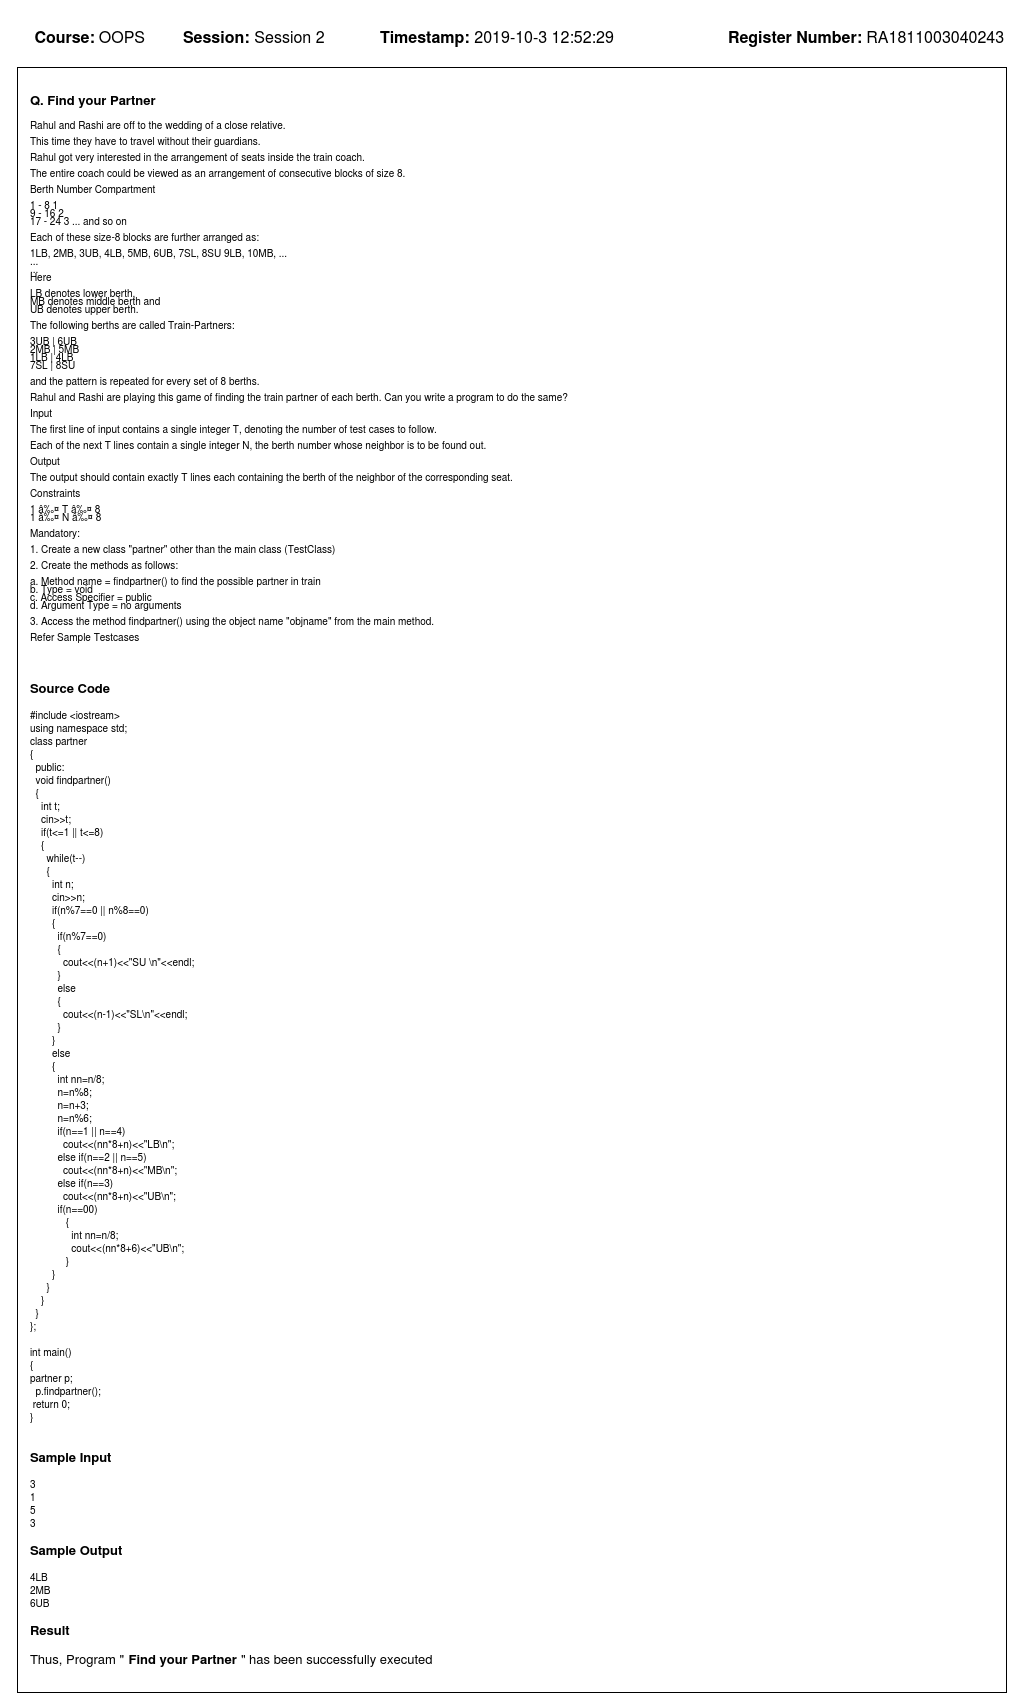 Course: OOPS Session: Session 2 Timestamp: 2019-10-3 12:52:29 Register Number: RA1811003040243
Q. Find your Partner
Rahul and Rashi are off to the wedding of a close relative.
This time they have to travel without their guardians.
Rahul got very interested in the arrangement of seats inside the train coach.
The entire coach could be viewed as an arrangement of consecutive blocks of size 8.
Berth Number Compartment
1 - 8 1
9 - 16 2
17 - 24 3 ... and so on
Each of these size-8 blocks are further arranged as:
1LB, 2MB, 3UB, 4LB, 5MB, 6UB, 7SL, 8SU 9LB, 10MB, ...
...
..
Here
LB denotes lower berth,
MB denotes middle berth and
UB denotes upper berth.
The following berths are called Train-Partners:
3UB | 6UB
2MB | 5MB
1LB | 4LB
7SL | 8SU
and the pattern is repeated for every set of 8 berths.
Rahul and Rashi are playing this game of finding the train partner of each berth. Can you write a program to do the same?
Input
The first line of input contains a single integer T, denoting the number of test cases to follow.
Each of the next T lines contain a single integer N, the berth number whose neighbor is to be found out.
Output
The output should contain exactly T lines each containing the berth of the neighbor of the corresponding seat.
Constraints
1 â‰¤ T â‰¤ 8
1 â‰¤ N â‰¤ 8
Mandatory:
1. Create a new class "partner" other than the main class (TestClass)
2. Create the methods as follows:
a. Method name = findpartner() to find the possible partner in train
b. Type = void
c. Access Specifier = public
d. Argument Type = no arguments
3. Access the method findpartner() using the object name "objname" from the main method.
Refer Sample Testcases
Source Code
#include <iostream>
using namespace std;
class partner
{
public:
void findpartner()
{
int t;
cin>>t;
if(t<=1 || t<=8)
{
while(t--)
{
int n;
cin>>n;
if(n%7==0 || n%8==0)
{
if(n%7==0)
{
cout<<(n+1)<<"SU \n"<<endl;
}
else
{
cout<<(n-1)<<"SL\n"<<endl;
}
}
else
{
int nn=n/8;
n=n%8;
n=n+3;
n=n%6;
if(n==1 || n==4)
cout<<(nn*8+n)<<"LB\n";
else if(n==2 || n==5)
cout<<(nn*8+n)<<"MB\n";
else if(n==3)
cout<<(nn*8+n)<<"UB\n";
if(n==00)
{
int nn=n/8;
cout<<(nn*8+6)<<"UB\n";
}
}
}
}
}
};
int main()
{
partner p;
p.findpartner();
return 0;
}
Sample Input
3
1
5
3
Sample Output
4LB
2MB
6UB
Result
Thus, Program " Find your Partner " has been successfully executed